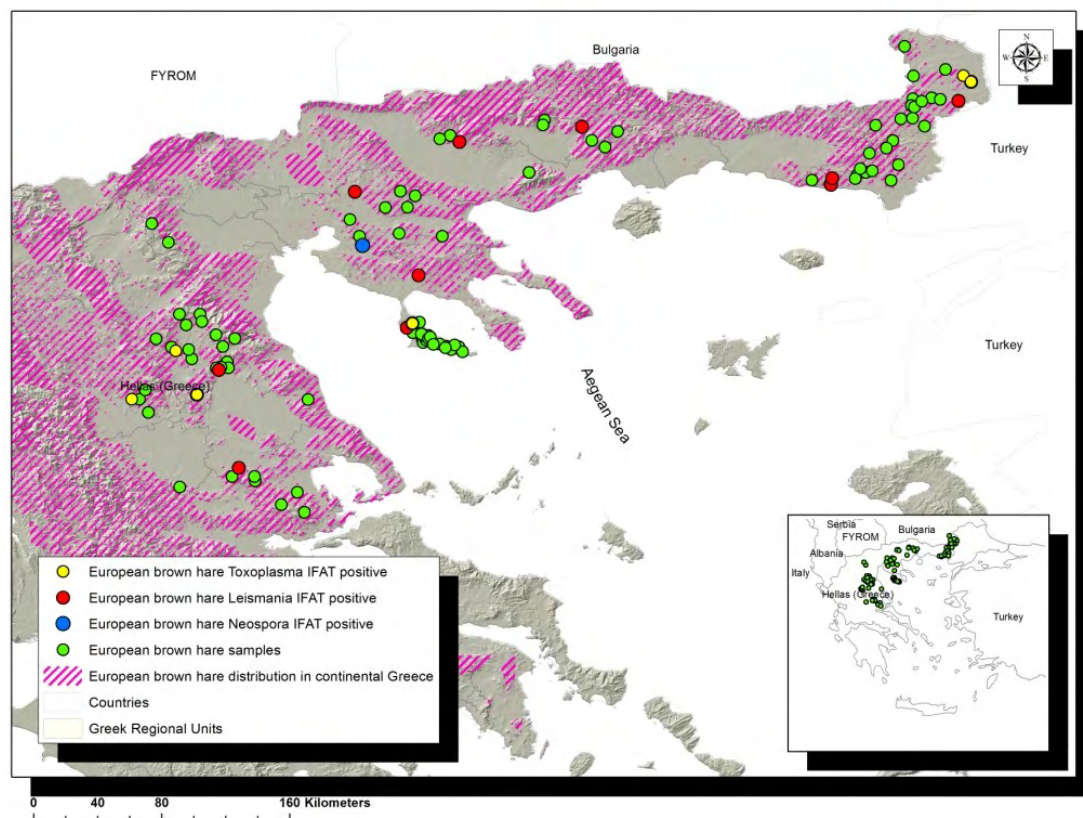 Bulgaria
FYROM
N
W E
S
Turkey
Turkey
Hellas (Greece)
Aegean Sea
European brown hare Toxoplasma IFAT positive
European brown hare Leismania IFAT positive
European brown hare Neospora IFAT positive
European brown hare samples
European brown hare distribution in continental Greece
Countries
Greek Regional Units
Serbia
Bulgaria
FYROM
Albania
Italy
Hellas (Greece)
Turkey
0 40 80 160 Kilometers